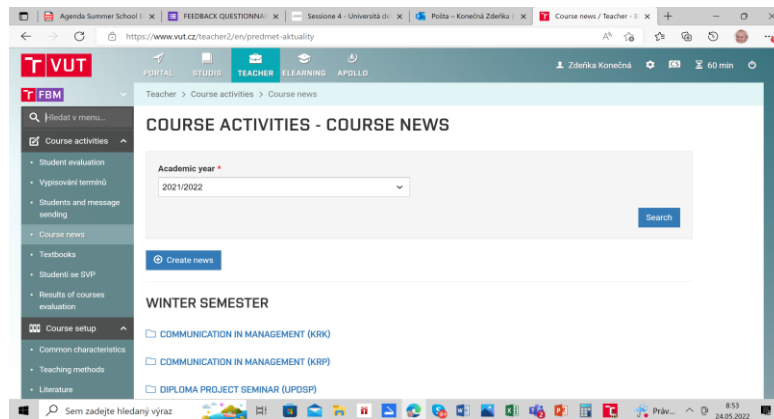 Agenda Summer School
FEEDBACK QUESTIONNA
Sessione 4 - Università de
Pošta – Konečná Zdeňka
Course news / Teacher -
https://www.vut.cz/teacher2/en/predmet-aktuality
T VUT
PORTAL STUDIS TEACHER ELEARNING APOLLO
Zdeňka Konečná
60 min
T FBM
Teacher > Course activities > Course news
Hledat v menu...
COURSE ACTIVITIES - COURSE NEWS
Course activities
Student evaluation
Vypisování termínů
Students and message
sending
Course news
Textbooks
Studenti se SVP
Results of courses
evaluation
Course setup
Common characteristics
Teaching methods
Literature
Academic year *
2021/2022
Search
Create news
WINTER SEMESTER
COMMUNICATION IN MANAGEMENT (KRK)
COMMUNICATION IN MANAGEMENT (KRP)
DIPLOMA PROJECT SEMINAR (UPDSP)
Sem zadejte hledaný výraz
Práv...
8:53
24.05.2022